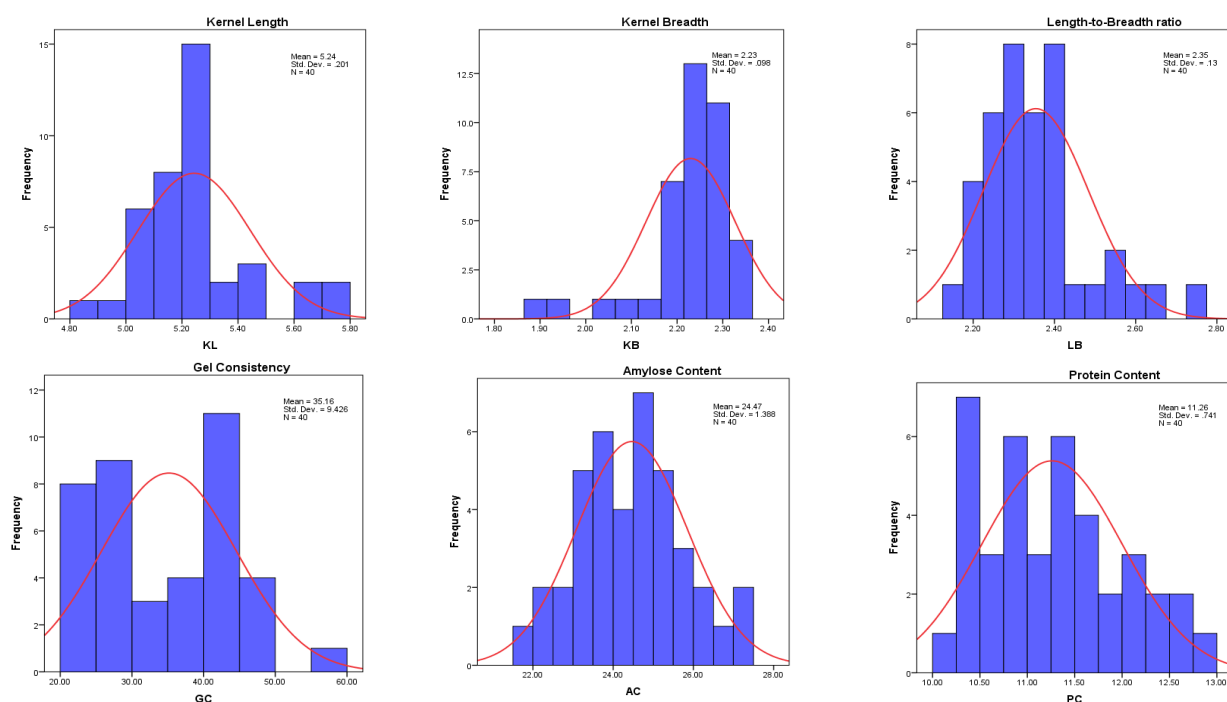 Kernel Length
Mean = 5.24
Std. Dev. = .201
N = 40
15
10
5
0
Frequency
4.80 5.00 5.20 5.40 5.60 5.80
KL
Kernel Breadth
Mean = 2.23
Std. Dev. = .098
N = 40
12.5
10.0
7.5
5.0
2.5
0.0
Frequency
1.80 1.90 2.00 2.10 2.20 2.30 2.40
KB
Length-to-Breadth ratio
Mean = 2.35
Std. Dev. = .13
N = 40
8
6
4
2
0
Frequency
2.20 2.40 2.60 2.80
LB
Gel Consistency
Mean = 35.16
Std. Dev. = 9.426
N = 40
12
10
8
6
4
2
0
Frequency
20.00 30.00 40.00 50.00 60.00
GC
Amylose Content
Mean = 24.47
Std. Dev. = 1.388
N = 40
6
4
2
0
Frequency
22.00 24.00 26.00 28.00
AC
Protein Content
Mean = 11.26
Std. Dev. = .741
N = 40
6
4
2
0
Frequency
10.00 10.50 11.00 11.50 12.00 12.50 13.00
PC